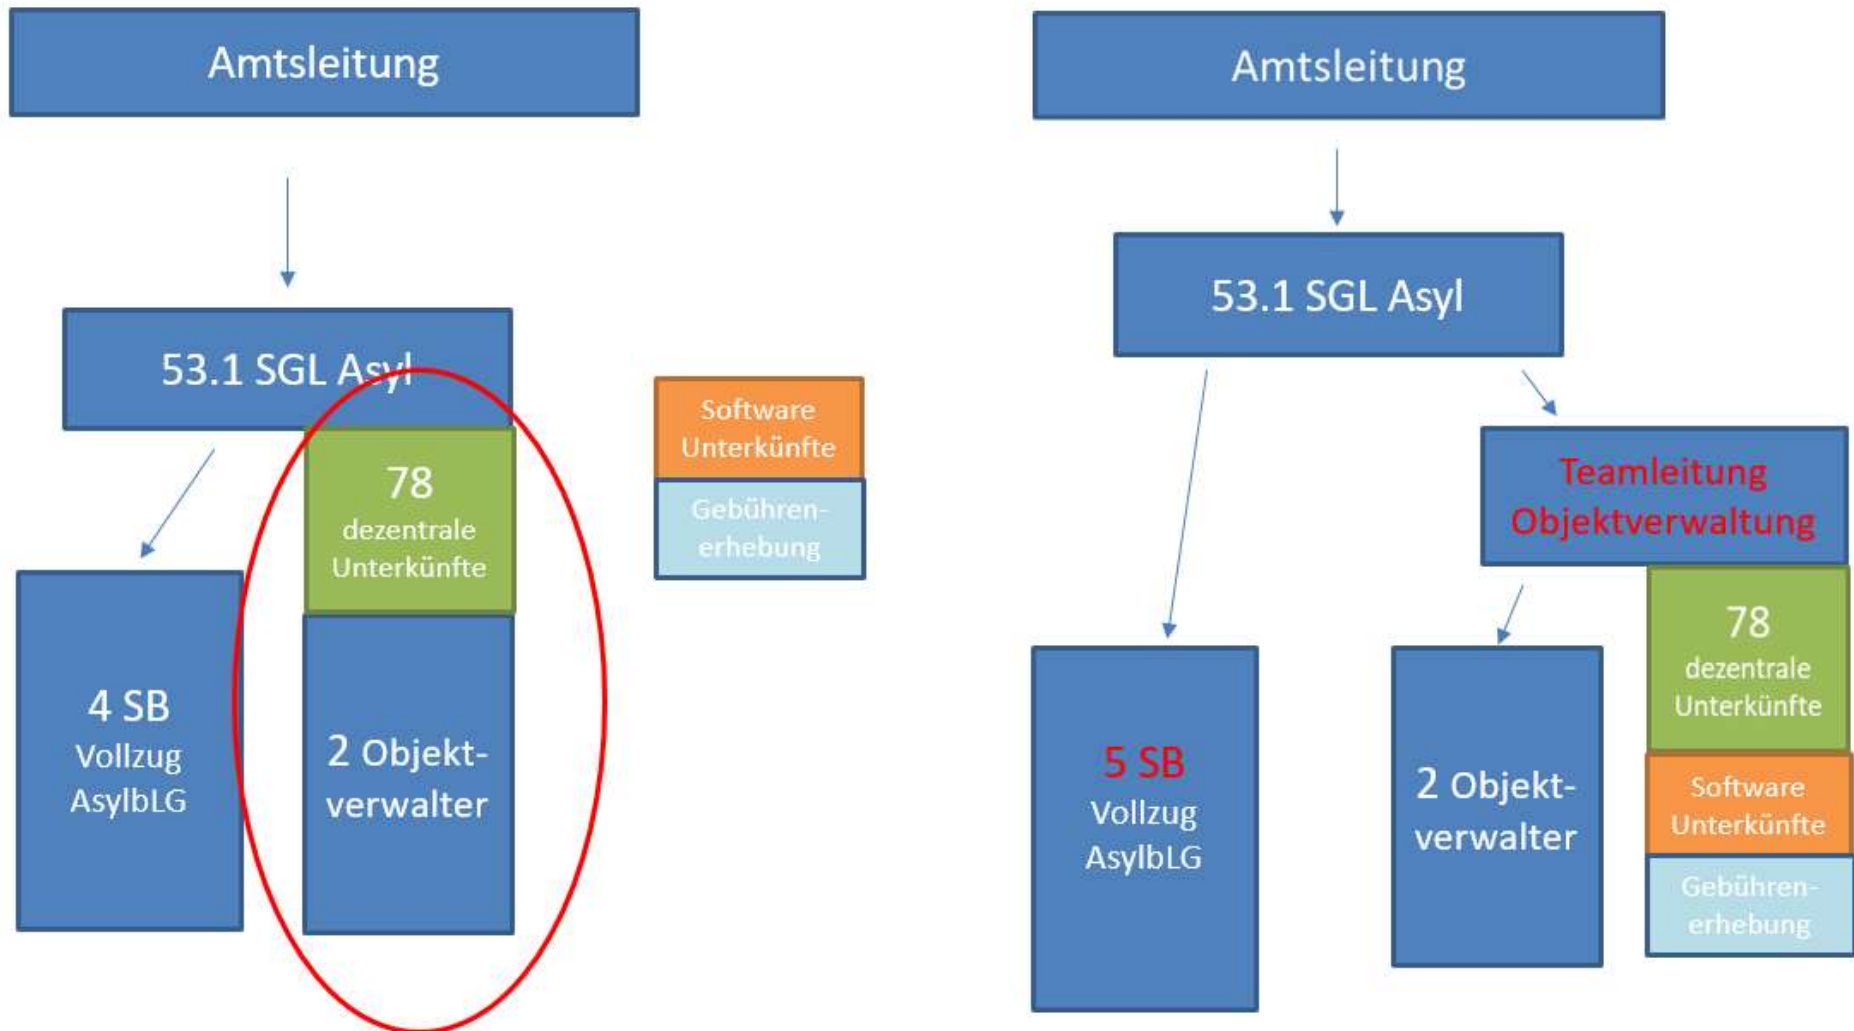 Amtsleitung
53.1 SGL Asyl
78
dezentrale
Unterkünfte
4 SB
Vollzug
AsylbLG
2 Objekt-
verwalter
Software
Unterkünfte
Gebühren-
erhebung
Amtsleitung
53.1 SGL Asyl
Teamleitung
Objektverwaltung
5 SB
Vollzug
AsylbLG
2 Objekt-
verwalter
78
dezentrale
Unterkünfte
Software
Unterkünfte
Gebühren-
erhebung